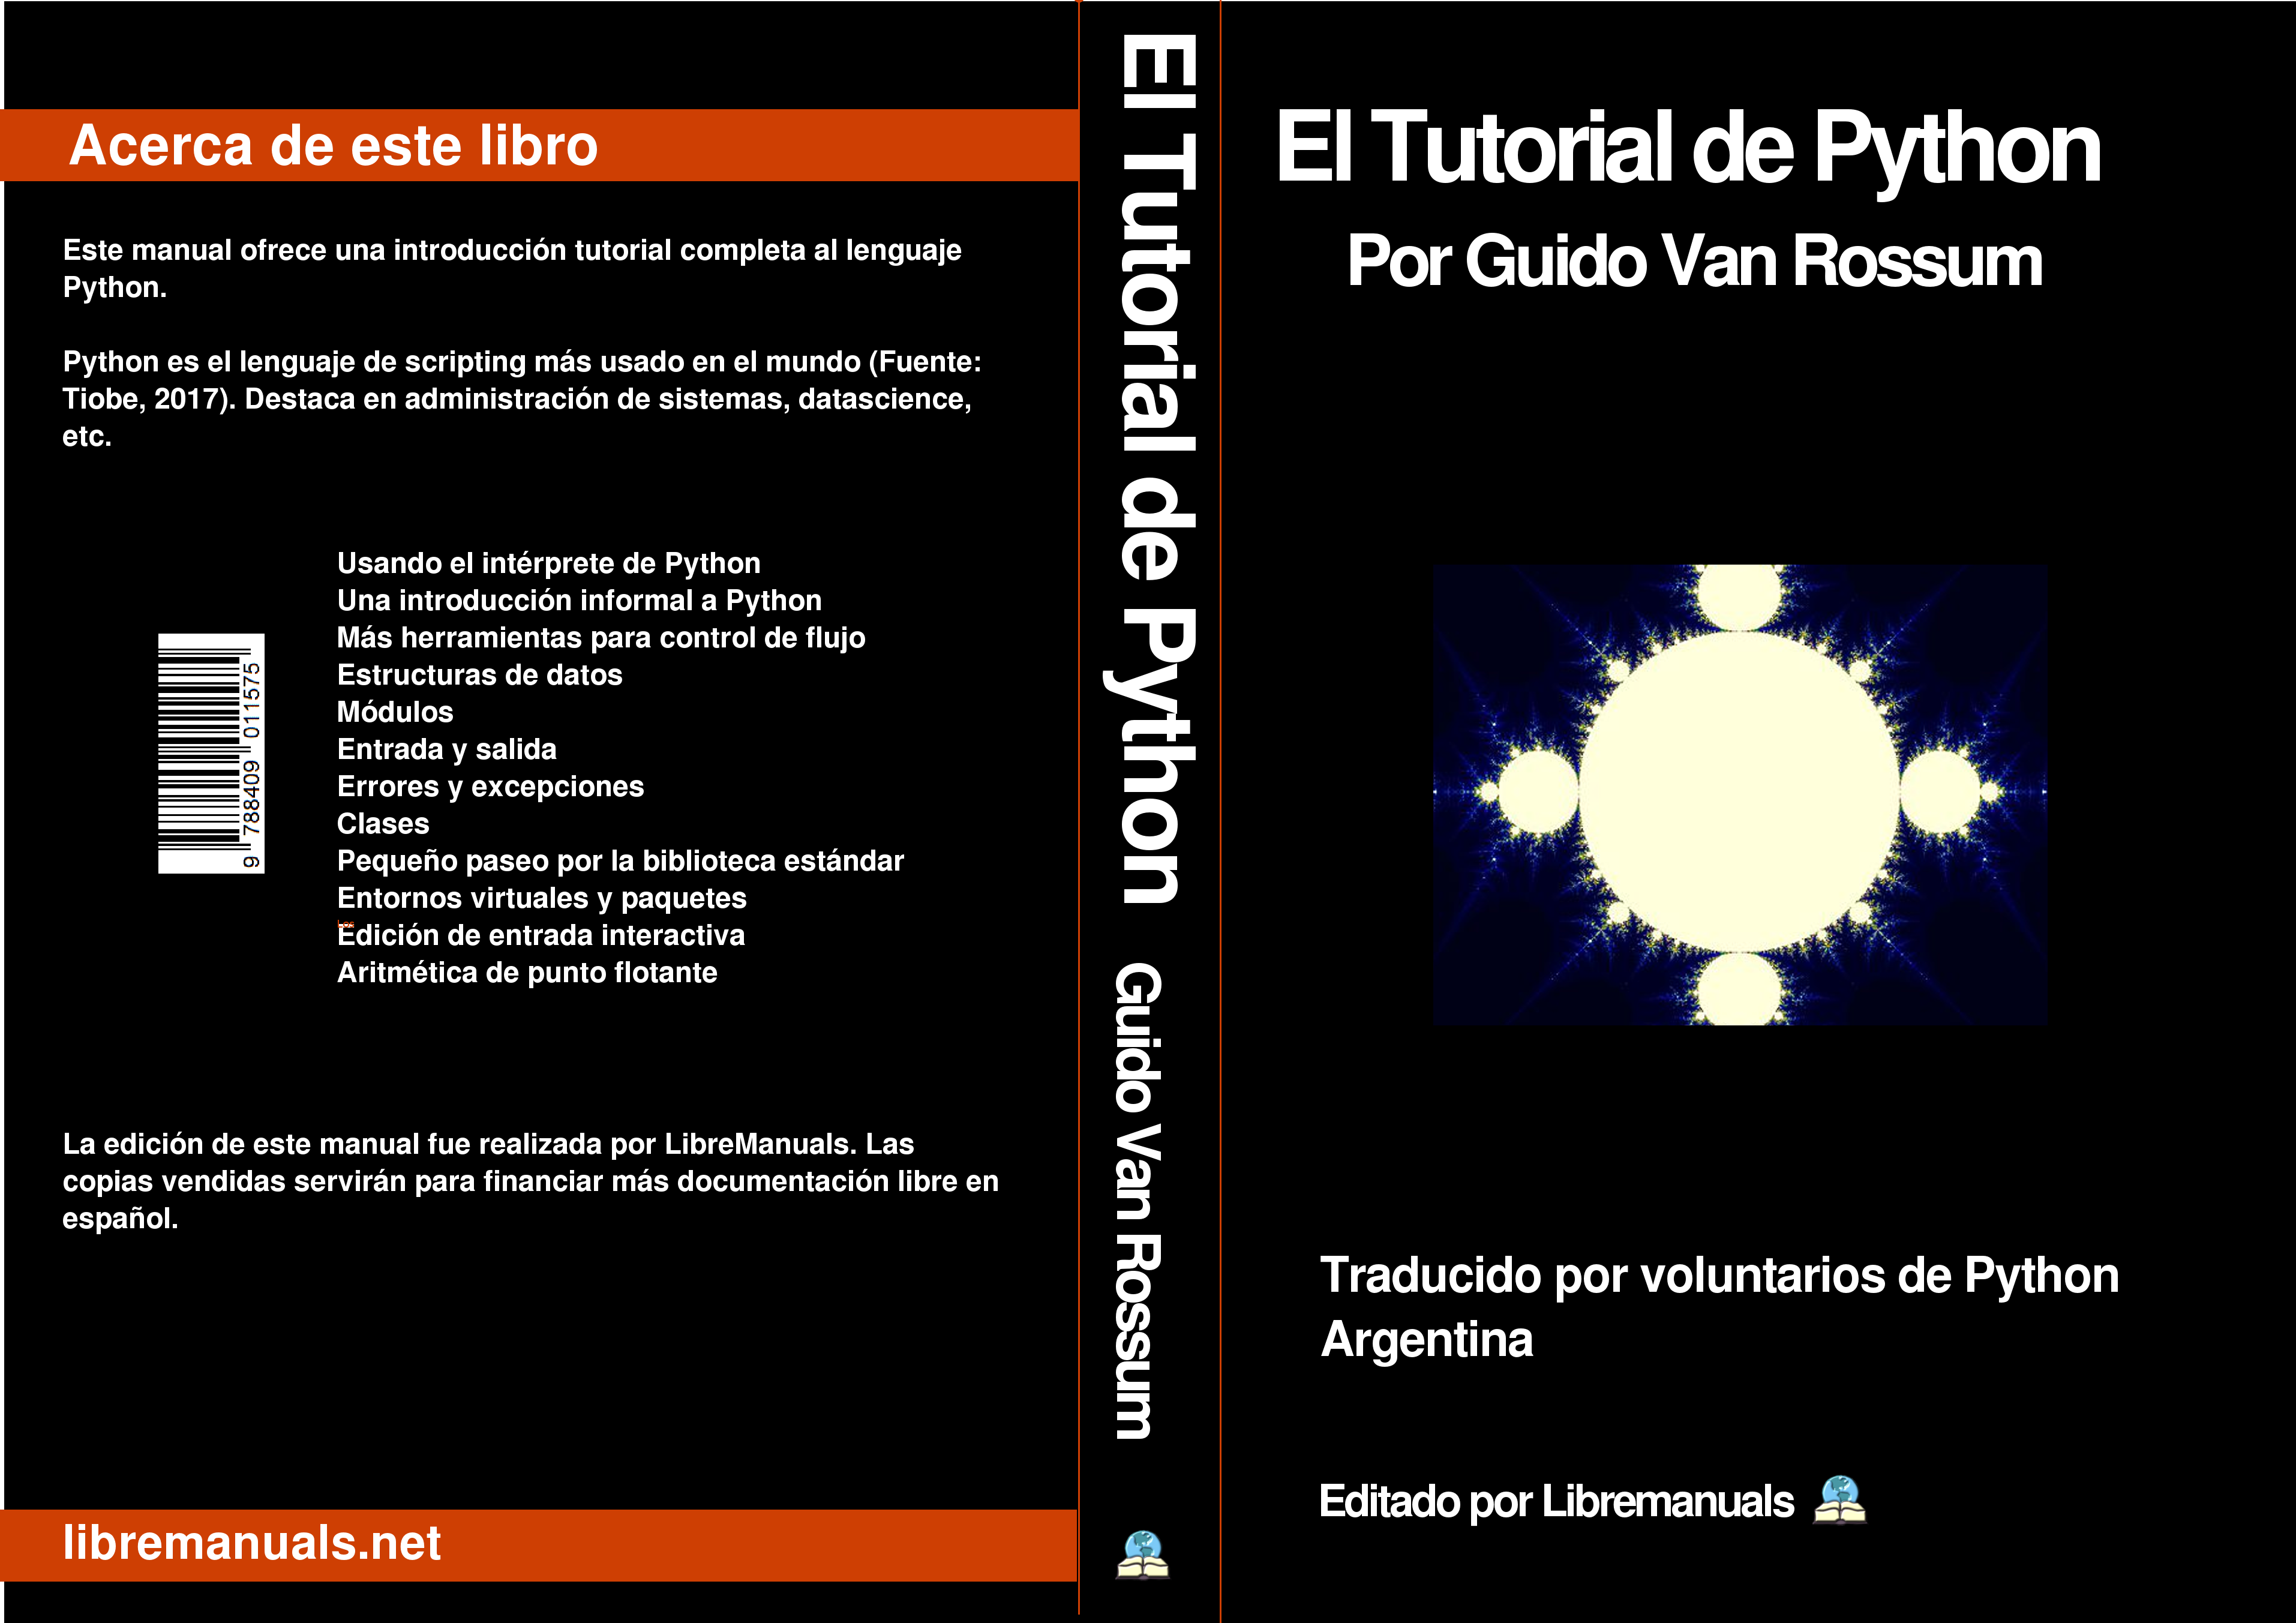 Acerca de este libro
Este manual ofrece una introducción tutorial completa al lenguaje
Python.
Python es el lenguaje de scripting más usado en el mundo (Fuente:
Tiobe, 2017). Destaca en administración de sistemas, datascience,
etc.
Usando el intérprete de Python
Una introducción informal a Python
Más herramientas para control de flujo
Estructuras de datos
Módulos
Entrada y salida
Errores y excepciones
Clases
Pequeño paseo por la biblioteca estándar
Entornos virtuales y paquetes
Edición de entrada interactiva
Aritmética de punto flotante
9 788409 011575
La edición de este manual fue realizada por LibreManuals. Las
copias vendidas servirán para financiar más documentación libre en
español.
libremanuals.net
El Tutorial de Python Guido Van Rossum
El Tutorial de Python
Por Guido Van Rossum
Traducido por voluntarios de Python
Argentina
Editado por Libremanuals